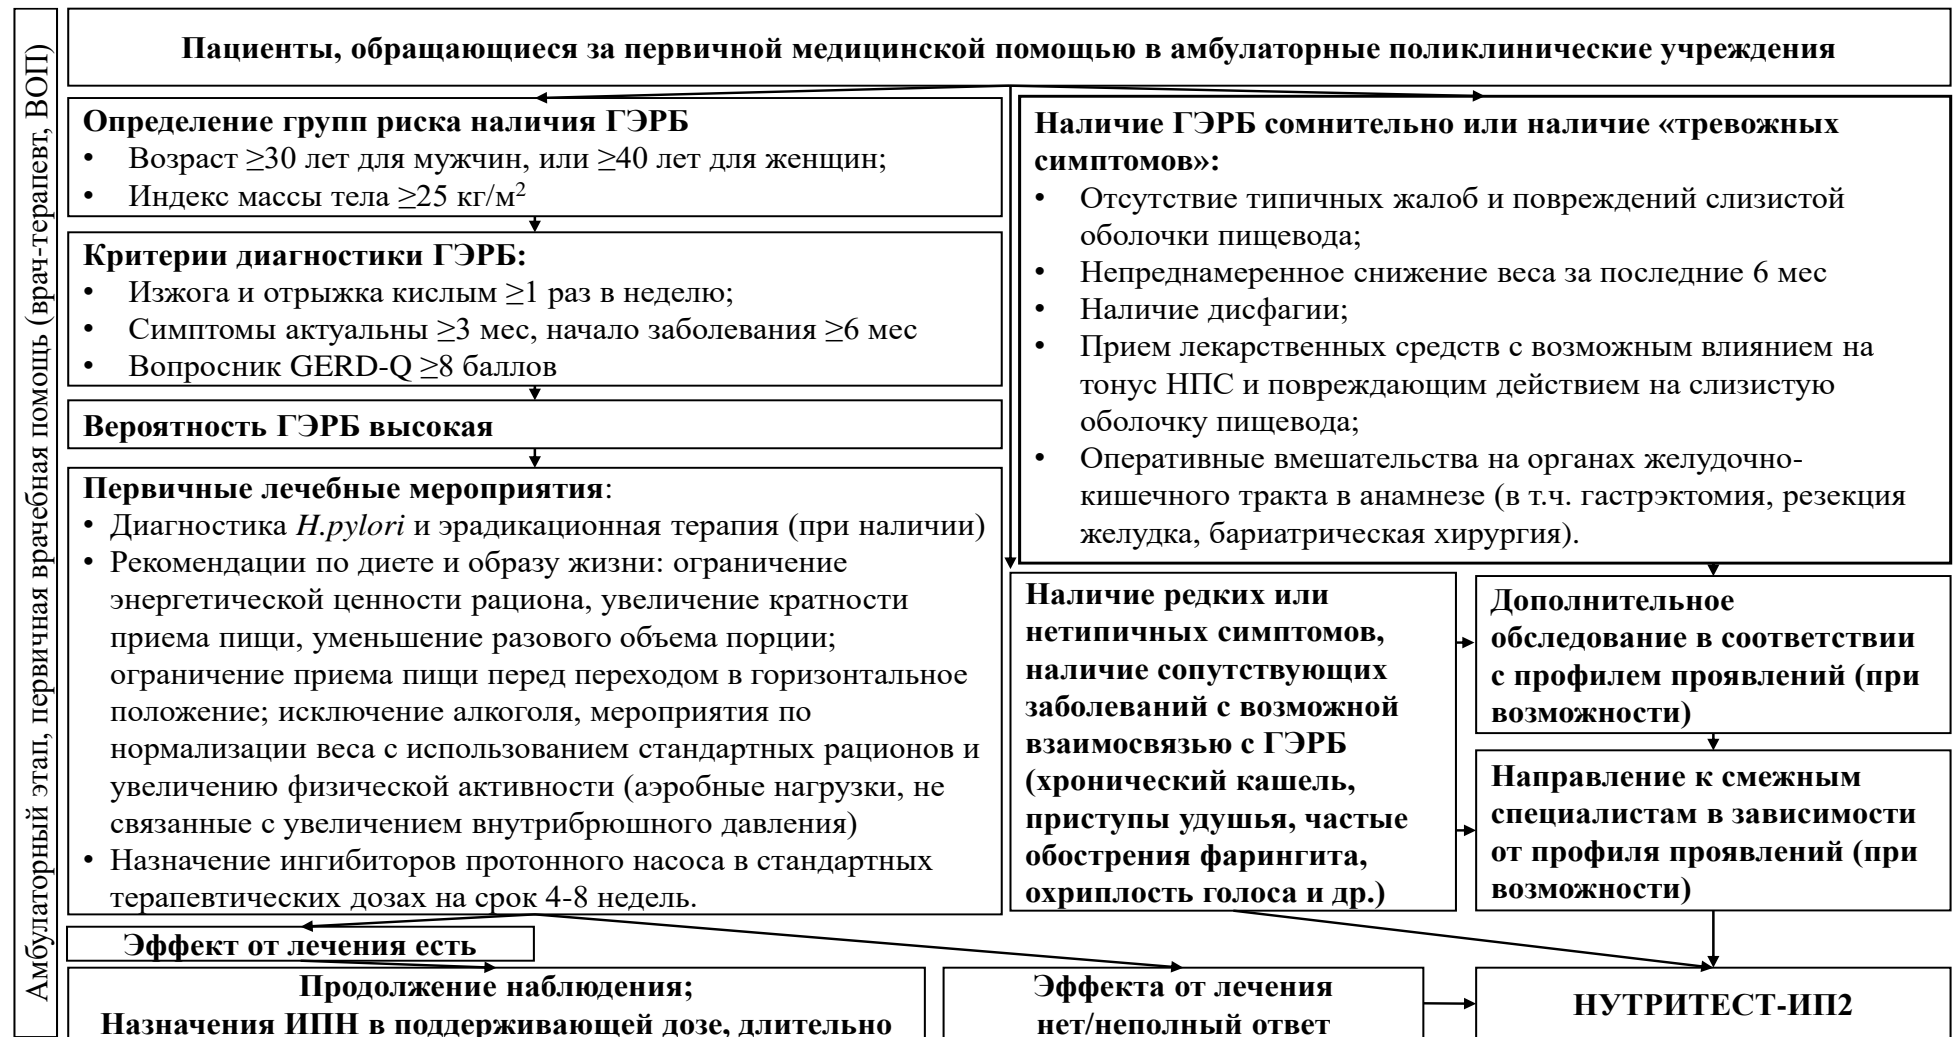 Амбулаторный этап, первичная врачебная помощь (врач-терапевт, ВОП)
Пациенты, обращающиеся за первичной медицинской помощью в амбулаторные поликлинические учреждения
Определение групп риска наличия ГЭРБ
• Возраст ≥30 лет для мужчин, или ≥40 лет для женщин;
• Индекс массы тела ≥25 кг/м²
Критерии диагностики ГЭРБ:
• Изжога и отрыжка кислым ≥1 раз в неделю;
• Симптомы актуальны ≥3 мес, начало заболевания ≥6 мес
• Вопросник GERD-Q ≥8 баллов
Вероятность ГЭРБ высокая
Первичные лечебные мероприятия:
• Диагностика H.pylori и эрадикационная терапия (при наличии)
• Рекомендации по диете и образу жизни: ограничение
энергетической ценности рациона, увеличение кратности
приема пищи, уменьшение разового объема порции;
ограничение приема пищи перед переходом в горизонтальное
положение; исключение алкоголя, мероприятия по
нормализации веса с использованием стандартных рационов и
увеличению физической активности (аэробные нагрузки, не
связанные с увеличением внутрибрюшного давления)
• Назначение ингибиторов протонного насоса в стандартных
терапевтических дозах на срок 4-8 недель.
Наличие ГЭРБ сомнительно или наличие «тревожных
симптомов»:
• Отсутствие типичных жалоб и повреждений слизистой
оболочки пищевода;
• Непреднамеренное снижение веса за последние 6 мес
• Наличие дисфагии;
• Прием лекарственных средств с возможным влиянием на
тонус НПС и повреждающим действием на слизистую
оболочку пищевода;
• Оперативные вмешательства на органах желудочно-
кишечного тракта в анамнезе (в т.ч. гастрэктомия, резекция
желудка, бариатрическая хирургия).
Наличие редких или
нетипичных симптомов,
наличие сопутствующих
заболеваний с возможной
взаимосвязью с ГЭРБ
(хронический кашель,
приступы удушья, частые
обострения фарингита,
охриплость голоса и др.)
Дополнительное
обследование в соответствии
с профилем проявлений (при
возможности)
Направление к смежным
специалистам в зависимости
от профиля проявлений (при
возможности)
Эффект от лечения есть
Продолжение наблюдения;
Назначения ИПН в поддерживающей дозе, длительно
Эффекта от лечения
нет/неполный ответ
НУТРИТЕСТ-ИП2